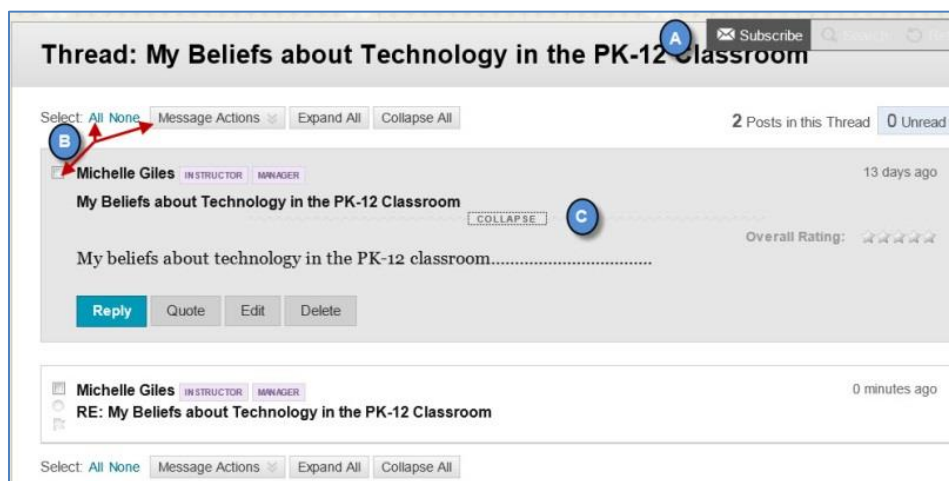 A Subscribe Search
Thread: My Beliefs about Technology in the PK-12 Classroom
Select: All None Message Actions Expand All Collapse All 2 Posts in this Thread 0 Unread
B
Michelle Giles INSTRUCTOR MANAGER 13 days ago
My Beliefs about Technology in the PK-12 Classroom
COLLAPSE C
Overall Rating:
My beliefs about technology in the PK-12 classroom..................................
Reply Quote Edit Delete
Michelle Giles INSTRUCTOR MANAGER 0 minutes ago
RE: My Beliefs about Technology in the PK-12 Classroom
Select: All None Message Actions Expand All Collapse All